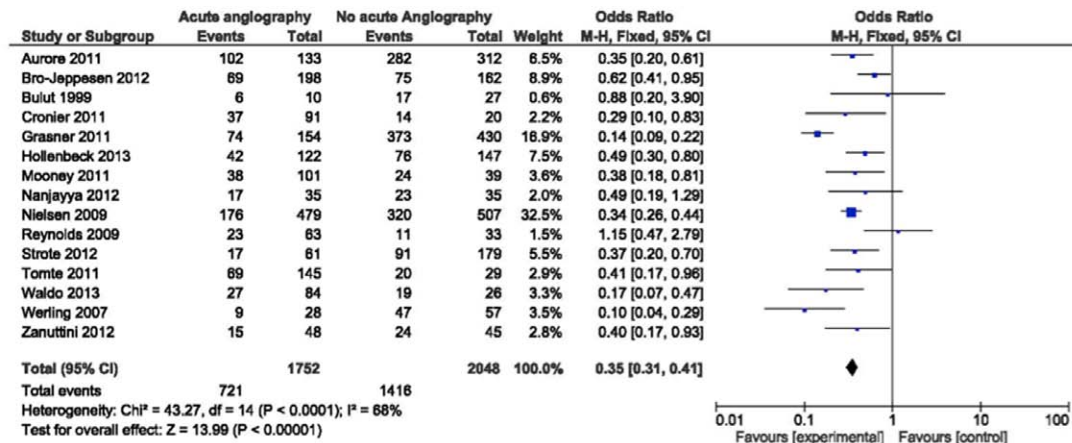 Acute angiography No acute Angiography Odds Ratio Odds Ratio
Study or Subgroup Events Total Events Total Weight M-H, Fixed, 95% CI M-H, Fixed, 95% CI
Aurore 2011 102 133 282 312 6.5% 0.35 [0.20, 0.61]
Bro-Jeppesen 2012 69 198 75 162 8.9% 0.62 [0.41, 0.95]
Bulut 1999 6 10 17 27 0.6% 0.88 [0.20, 3.90]
Cronier 2011 37 91 14 20 2.2% 0.29 [0.10, 0.83]
Grasner 2011 74 154 373 430 16.9% 0.14 [0.09, 0.22]
Hollenbeck 2013 42 122 76 147 7.5% 0.49 [0.30, 0.80]
Mooney 2011 38 101 24 39 3.7% 0.38 [0.18, 0.81]
Nanjayya 2012 17 35 23 35 2.0% 0.49 [0.19, 1.29]
Nielsen 2009 176 479 320 507 32.5% 0.34 [0.26, 0.44]
Reynolds 2009 23 63 11 33 1.5% 1.15 [0.47, 2.79]
Strote 2012 17 61 91 179 5.5% 0.37 [0.20, 0.70]
Tomte 2011 69 145 20 29 2.9% 0.41 [0.17, 0.96]
Waldo 2013 27 84 19 26 3.3% 0.17 [0.07, 0.47]
Werling 2007 9 28 47 57 3.5% 0.10 [0.04, 0.29]
Zanuttini 2012 15 48 24 45 2.8% 0.40 [0.17, 0.93]
Total (95% CI) 1752 2048 100.0% 0.35 [0.31, 0.41]
Total events 721 1416
Heterogeneity: Chi² = 43.27, df = 14 (P < 0.0001); I² = 68%
Test for overall effect: Z = 13.99 (P < 0.00001)
0.01 0.1 1 10 100
Favours [experimental] Favours [control]